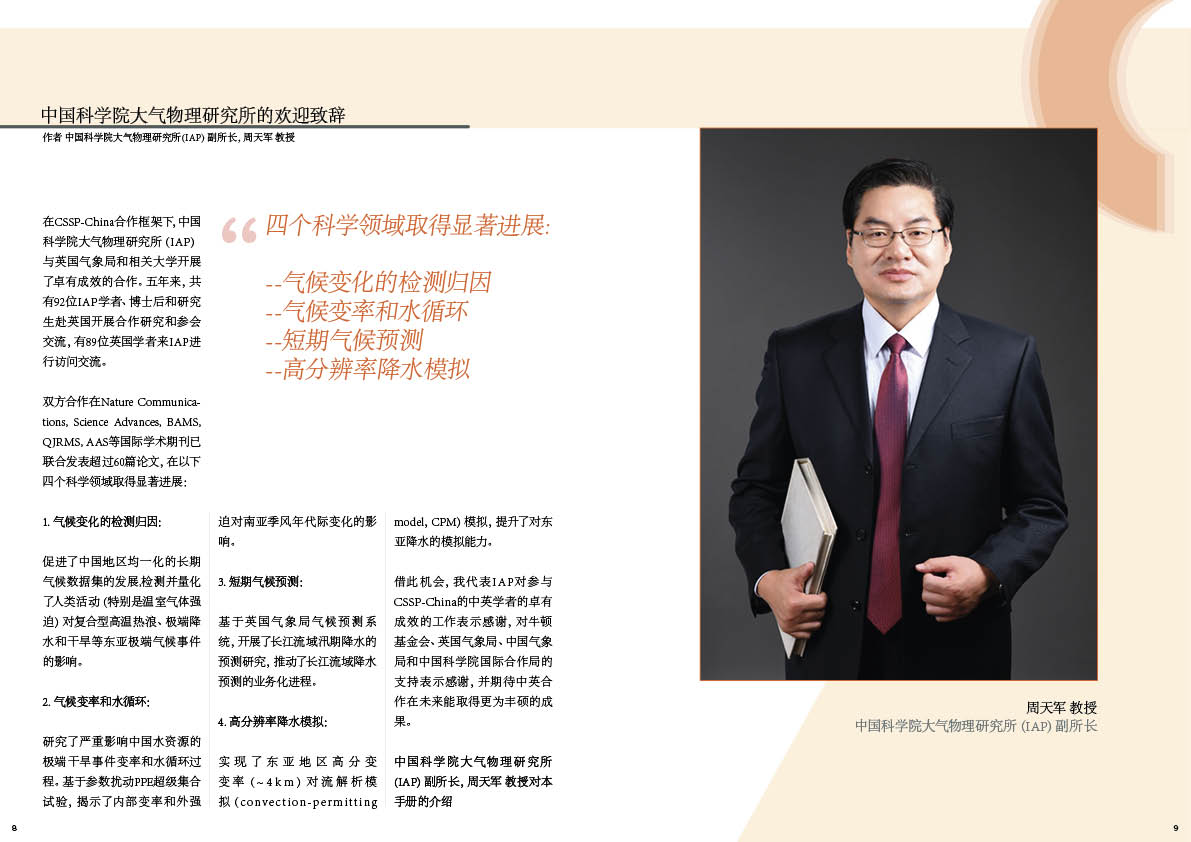 中国科学院大气物理研究所的欢迎致辞
作者 中国科学院大气物理研究所(IAP) 副所长, 周天军 教授
在CSSP-China合作框架下, 中国
科学院大气物理研究所 (IAP)
与英国气象局和相关大学开展
了卓有成效的合作。五年来, 共
有92位IAP学者、博士后和研究
生赴英国开展合作研究和参会
交流, 有89位英国学者来IAP进
行访问交流。
双方合作在Nature Communica-
tions, Science Advances, BAMS,
QJRMS, AAS等国际学术期刊已
联合发表超过60篇论文, 在以下
四个科学领域取得显著进展:
“四个科学领域取得显著进展:
--气候变化的检测归因
--气候变率和水循环
--短期气候预测
--高分辨率降水模拟
1. 气候变化的检测归因:
促进了中国地区均一化的长期
气候数据集的发展,检测并量化
了人类活动 (特别是温室气体强
迫) 对复合型高温热浪、极端降
水和干旱等东亚极端气候事件
的影响。
2. 气候变率和水循环:
研究了严重影响中国水资源的
极端干旱事件变率和水循环过
程。基于参数扰动PPE超级集合
试验, 揭示了内部变率和外强
迫对南亚季风年代际变化的影
响。
3. 短期气候预测:
基于英国气象局气候预测系
统, 开展了长江流域汛期降水的
预测研究, 推动了长江流域降水
预测的业务化进程。
4. 高分辨率降水模拟:
实现了东亚地区高分变
变率 (~4km) 对流解析模
拟 (convection-permitting
model, CPM) 模拟, 提升了对东
亚降水的模拟能力。
借此机会, 我代表IAP对参与
CSSP-China的中英学者的卓有
成效的工作表示感谢, 对牛顿
基金会、英国气象局、中国气象
局和中国科学院国际合作局的
支持表示感谢, 并期待中英合
作在未来能取得更为丰硕的成
果。
中国科学院大气物理研究所
(IAP) 副所长, 周天军 教授对本
手册的介绍
周天军 教授
中国科学院大气物理研究所 (IAP) 副所长
8
9